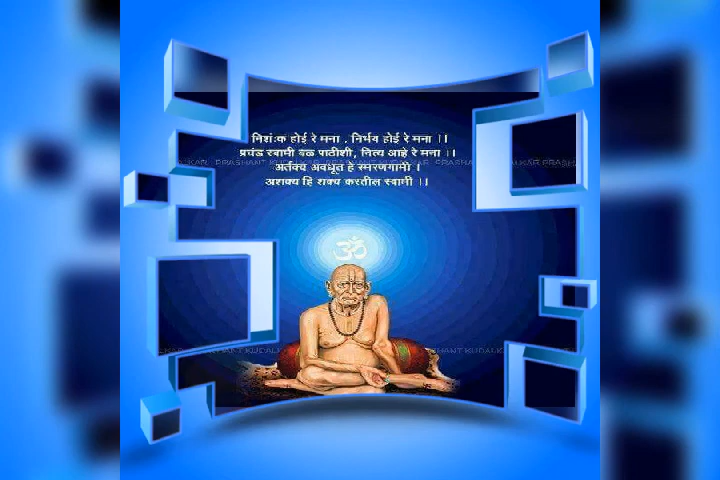 निशंःक होई रे मना , निर्भय होई रे मना ।।
प्रचंड स्वामी बळ पाठीशी, नित्य आहे रे मना ।।
अतर्क्य अवधूत हे स्मरणगामी ।
अशक्य हि शक्य करतील स्वामी ।।
ॐ